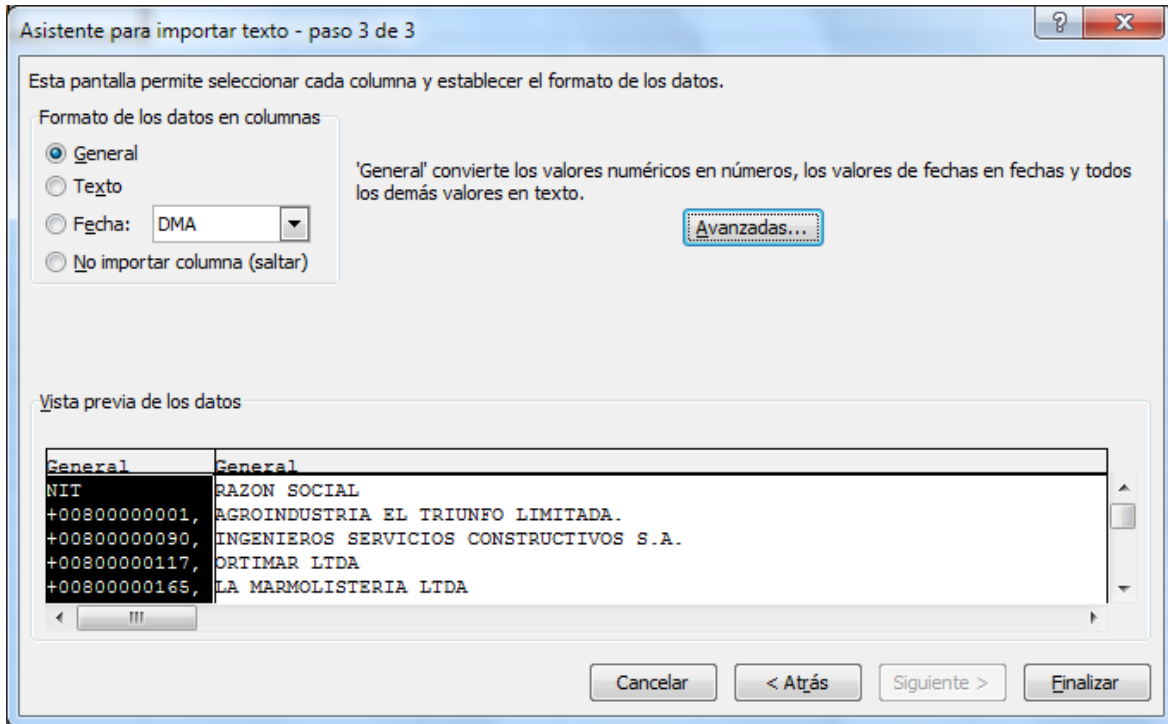 Asistente para importar texto - paso 3 de 3
Esta pantalla permite seleccionar cada columna y establecer el formato de los datos.
Formato de los datos en columnas
General
Texto
Fecha: DMA
No importar columna (saltar)
'General' convierte los valores numéricos en números, los valores de fechas en fechas y todos
los demás valores en texto.
Avanzadas...
Vista previa de los datos
General General
NIT RAZON SOCIAL
+00800000001, AGROINDUSTRIA EL TRIUNFO LIMITADA.
+00800000090, INGENIEROS SERVICIOS CONSTRUCTIVOS S.A.
+00800000117, ORTIMAR LTDA
+00800000165, LA MARMOLISTERIA LTDA
Cancelar < Atrás Siguiente > Finalizar